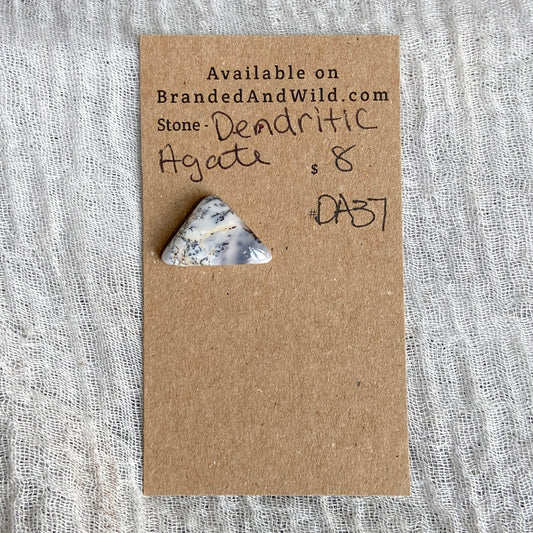 Available on
BrandedAndWild.com
Stone - Dendritic
Agate $ 8
#DA37